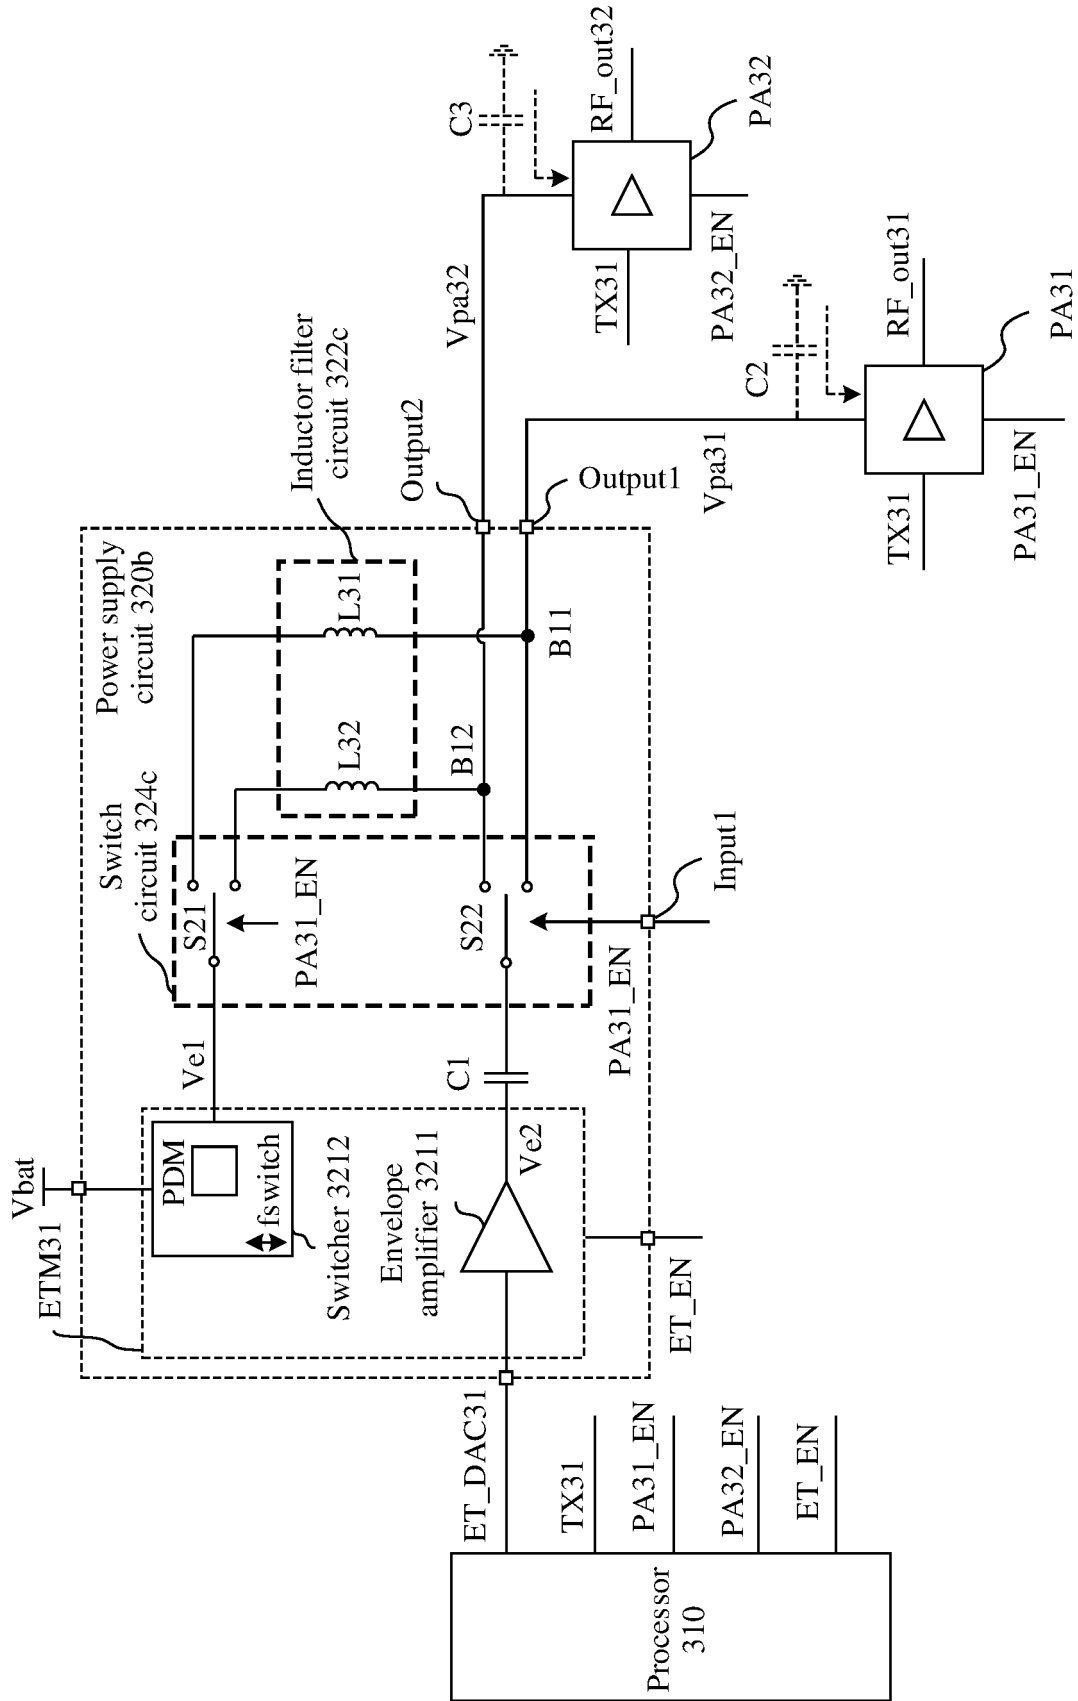 Processor
310
ET_DAC31
TX31
PA31_EN
PA32_EN
ET_EN
ETM31
Vbat
PDM
fswitch
Switcher 3212
Envelope
amplifier 3211
Ve2
ET_EN
Ve1
C1
Switch
circuit 324c
S21
PA31_EN
S22
PA31_EN
Input1
Power supply
circuit 320b
L32
L31
B12
B11
Inductor filter
circuit 322c
Output2
Output1
Vpa32
C3
TX31
RF_out32
PA32_EN
PA32
Vpa31
C2
TX31
RF_out31
PA31_EN
PA31